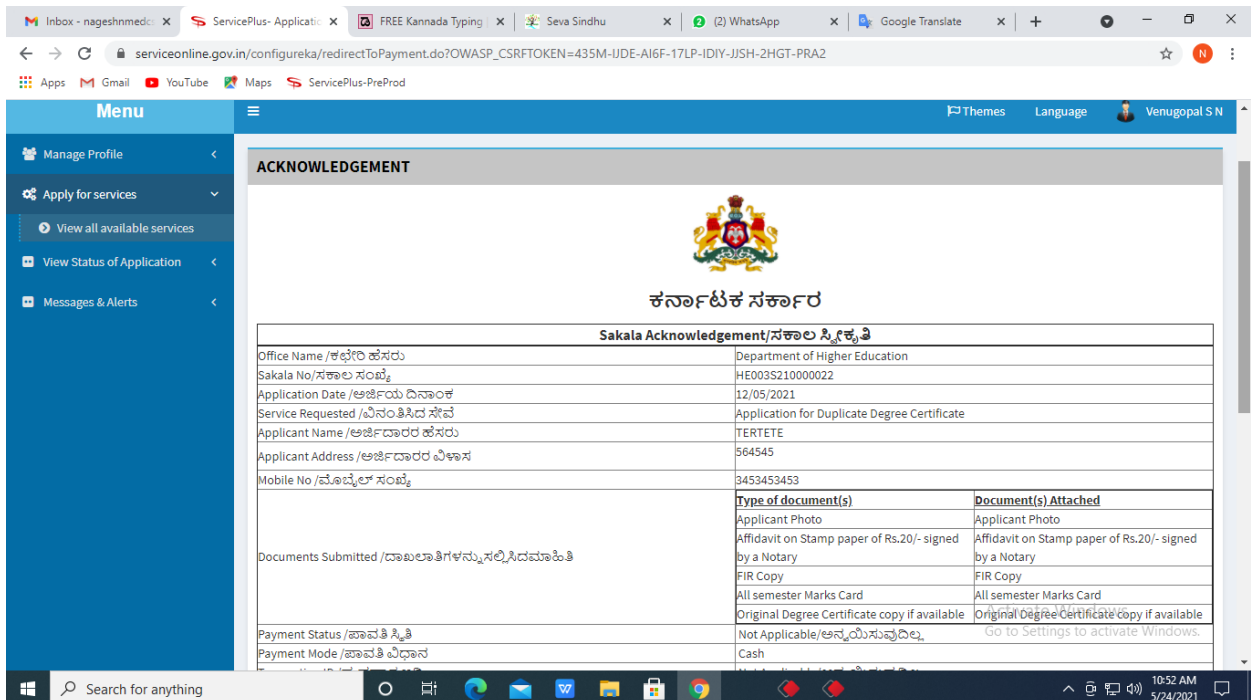 Inbox - nageshnmedcs
ServicePlus- Applicatio
FREE Kannada Typing
Seva Sindhu
(2) WhatsApp
Google Translate
serviceonline.gov.in/configureka/redirectToPayment.do?OWASP_CSRFTOKEN=435M-IJDE-AI6F-17LP-IDIY-JJSH-2HGT-PRA2
N
Apps Gmail YouTube Maps ServicePlus-PreProd
Menu
Themes Language Venugopal S N
Manage Profile
Apply for services
View all available services
View Status of Application
Messages & Alerts
ACKNOWLEDGEMENT
ಕರ್ನಾಟಕ ಸರ್ಕಾರ
Sakala Acknowledgement/ಸಕಾಲ ಸ್ವೀಕೃತಿ
Office Name /ಕಛೇರಿ ಹೆಸರು Department of Higher Education
Sakala No/ಸಕಾಲ ಸಂಖ್ಯೆ HE003S210000022
Application Date /ಅರ್ಜಿಯ ದಿನಾಂಕ 12/05/2021
Service Requested /ವಿನಂತಿಸಿದ ಸೇವೆ Application for Duplicate Degree Certificate
Applicant Name /ಅರ್ಜಿದಾರರ ಹೆಸರು TERTETE
Applicant Address /ಅರ್ಜಿದಾರರ ವಿಳಾಸ 564545
Mobile No /ಮೊಬೈಲ್ ಸಂಖ್ಯೆ 3453453453
Documents Submitted /ದಾಖಲಾತಿಗಳನ್ನು ಸಲ್ಲಿಸಿದಮಾಹಿತಿ
Type of document(s) Document(s) Attached
Applicant Photo Applicant Photo
Affidavit on Stamp paper of Rs.20/- signed Affidavit on Stamp paper of Rs.20/- signed
by a Notary by a Notary
FIR Copy FIR Copy
All semester Marks Card All semester Marks Card
Original Degree Certificate copy if available Original Degree Certificate copy if available
Payment Status /ಪಾವತಿ ಸ್ಥಿತಿ Not Applicable/ಅನ್ವಯಿಸುವುದಿಲ್ಲ
Payment Mode /ಪಾವತಿ ವಿಧಾನ Cash
Activate Windows
Go to Settings to activate Windows.
Search for anything
10:52 AM
5/24/2021